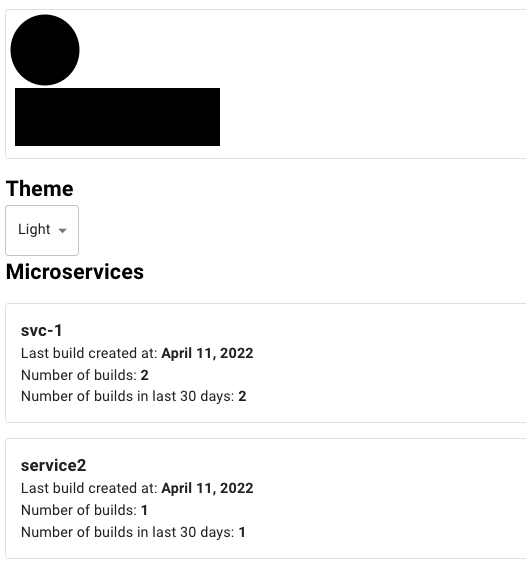 Theme
Light
Microservices
svc-1
Last build created at: April 11, 2022
Number of builds: 2
Number of builds in last 30 days: 2
service2
Last build created at: April 11, 2022
Number of builds: 1
Number of builds in last 30 days: 1